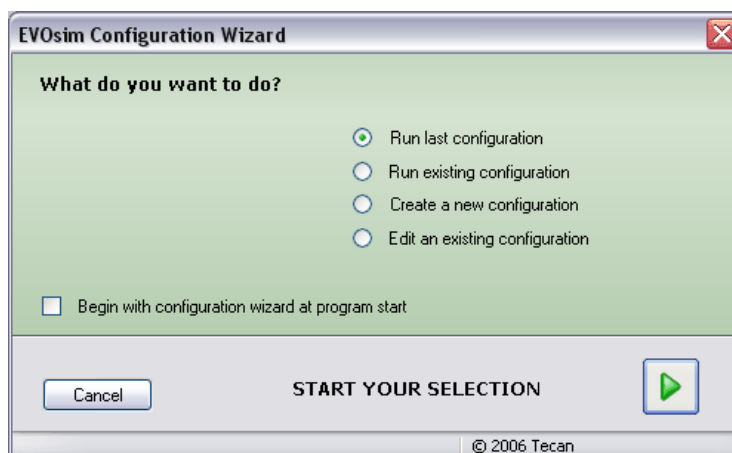 EVOsim Configuration Wizard
What do you want to do?
Run last configuration
Run existing configuration
Create a new configuration
Edit an existing configuration
Begin with configuration wizard at program start
Cancel
START YOUR SELECTION
© 2006 Tecan